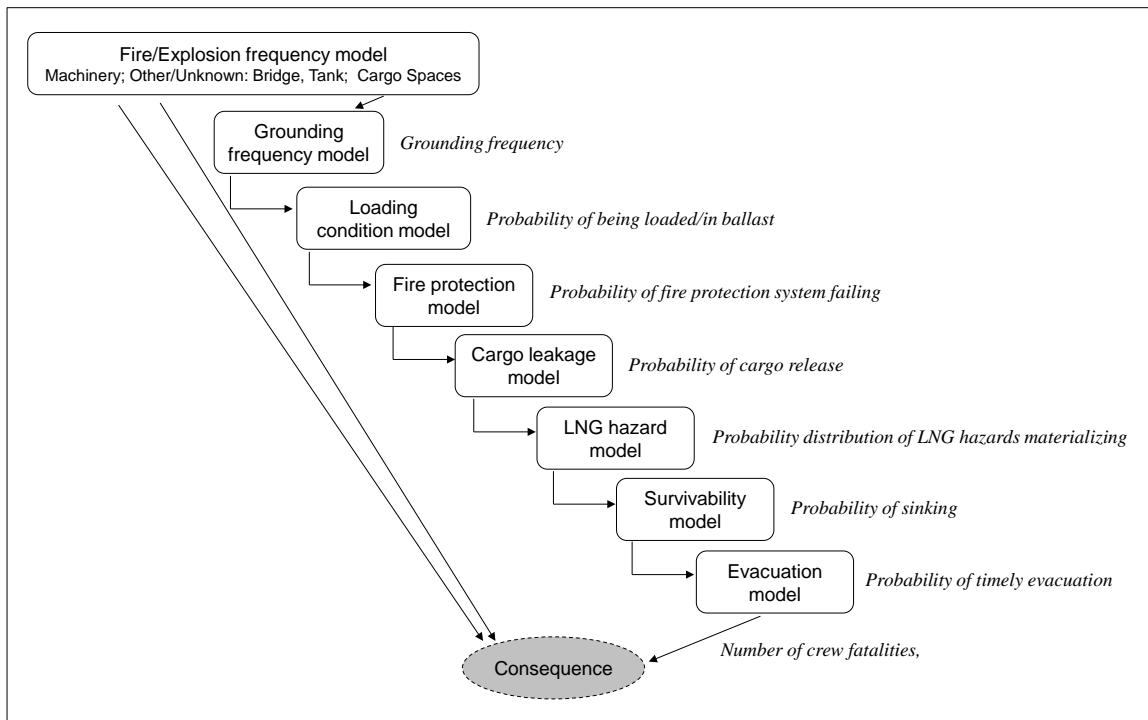 Fire/Explosion frequency model
Machinery; Other/Unknown: Bridge, Tank; Cargo Spaces
Grounding
frequency model
Grounding frequency
Loading
condition model
Probability of being loaded/in ballast
Fire protection
model
Probability of fire protection system failing
Cargo leakage
model
Probability of cargo release
LNG hazard
model
Probability distribution of LNG hazards materializing
Survivability
model
Probability of sinking
Evacuation
model
Probability of timely evacuation
Number of crew fatalities,
Consequence